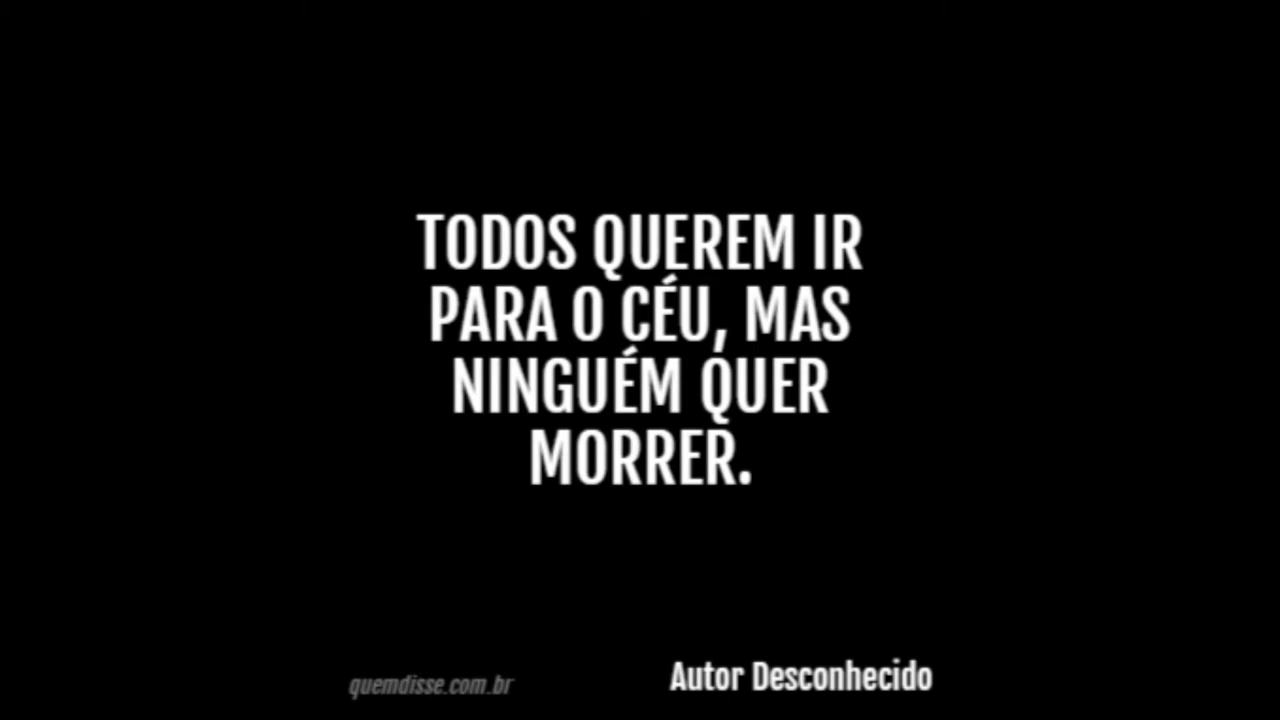 TODOS QUEREM IR
PARA O CÉU, MAS
NINGUÉM QUER
MORRER.
quemdisse.com.br
Autor Desconhecido